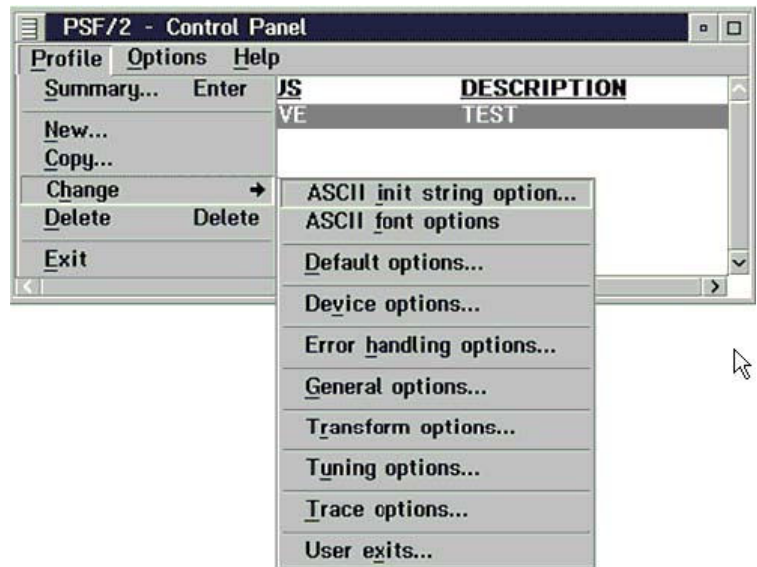 PSF/2 - Control Panel
Profile Options Help
Summary... Enter
US DESCRIPTION
VE TEST
New...
Copy...
Change
Delete Delete
Exit
ASCII init string option...
ASCII font options
Default options...
Device options...
Error handling options...
General options...
Transform options...
Tuning options...
Trace options...
User exits...